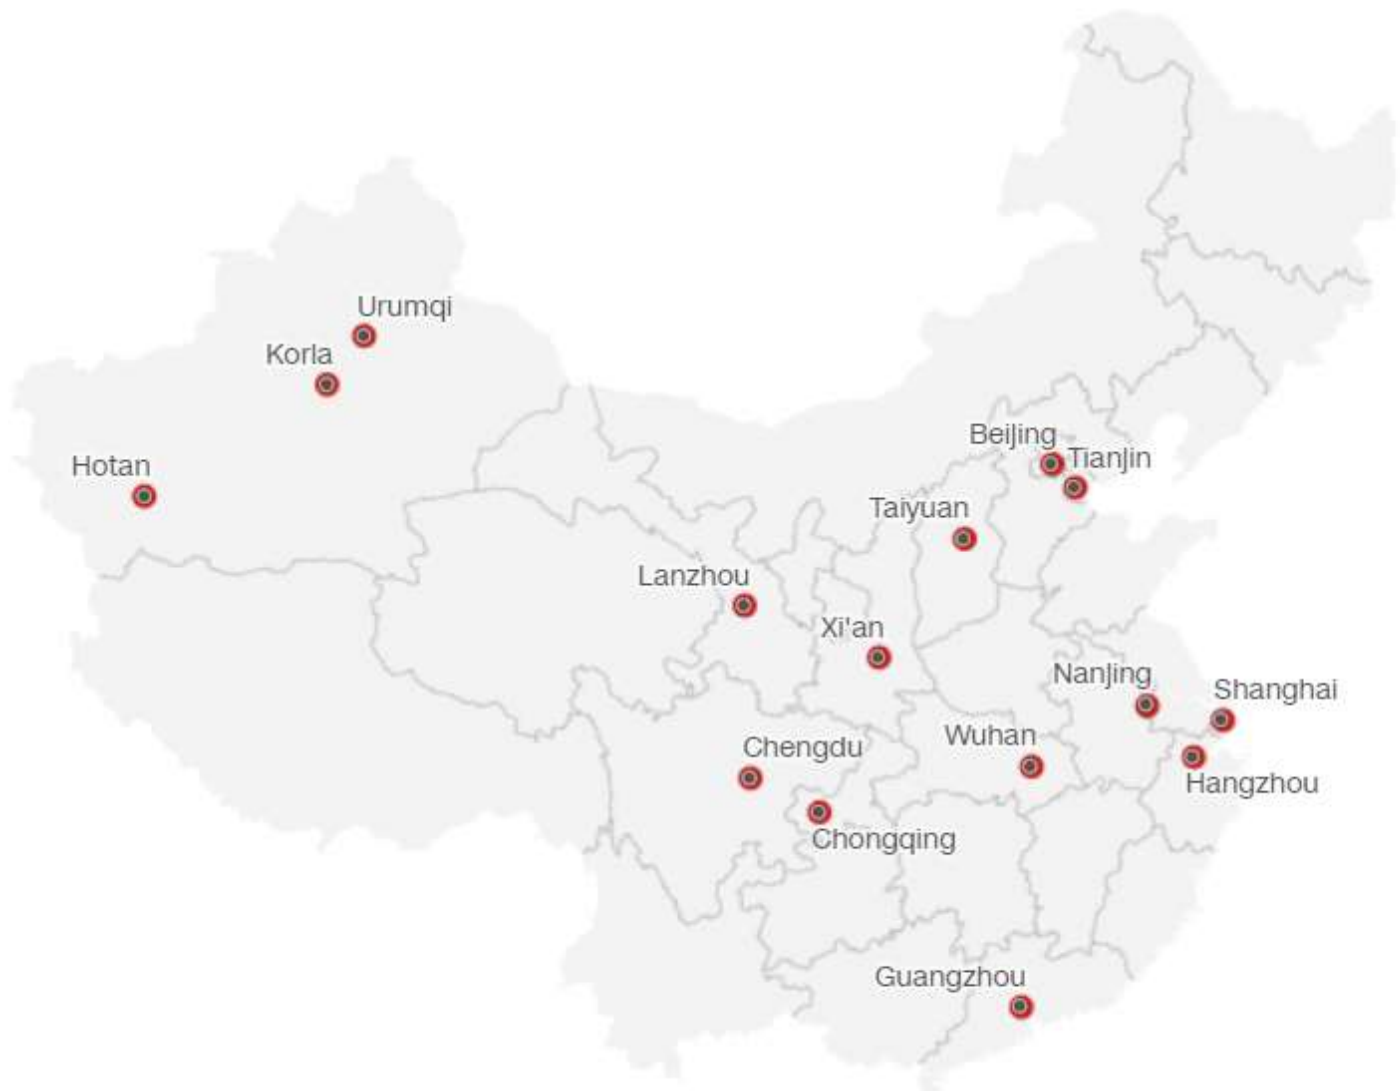 Urumqi
Korla
Beijing
Tianjin
Hotan
Taiyuan
Lanzhou
Xi'an
Nanjing
Shanghai
Wuhan
Chengdu
Hangzhou
Chongqing
Guangzhou